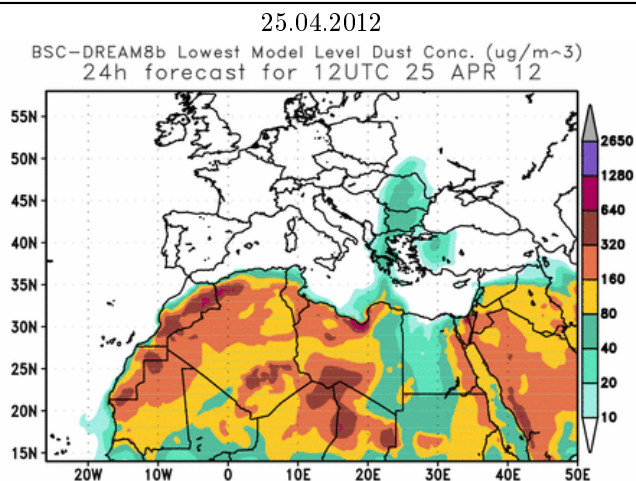 25.04.2012
BSC-DREAM8b Lowest Model Level Dust Conc. (ug/m^3)
24h forecast for 12UTC 25 APR 12
55N
50N
45N
40N
35N
30N
25N
20N
15N
20W 10W 0 10E 20E 30E 40E 50E
2650
1280
640
320
160
80
40
20
10